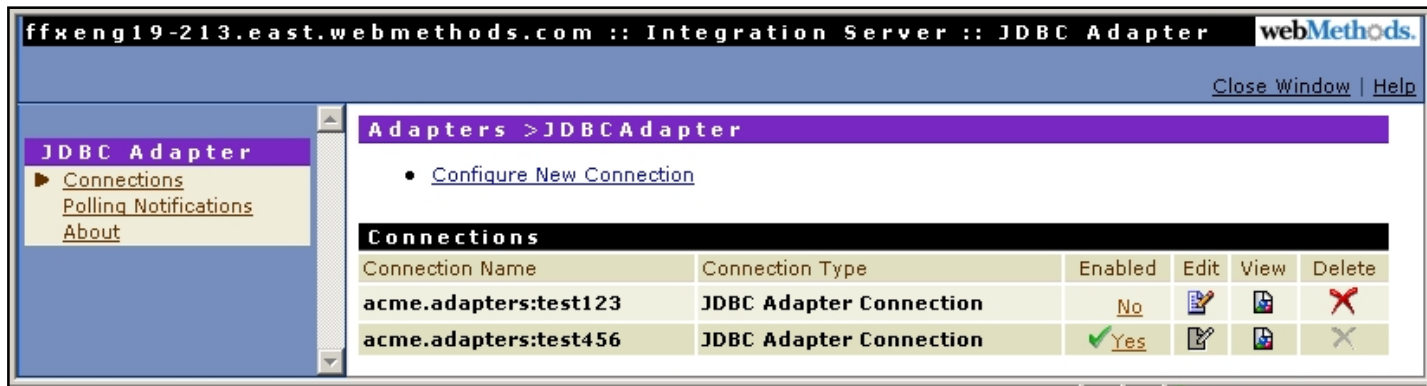 ffxeng19-213.east.webmethods.com :: Integration Server :: JDBC Adapter
webMethods.
Close Window | Help
JDBC Adapter
Connections
Polling Notifications
About
Adapters >JDBCAdapter
Configure New Connection
Connections
Connection Name Connection Type Enabled Edit View Delete
acme.adapters:test123 JDBC Adapter Connection No
acme.adapters:test456 JDBC Adapter Connection Yes